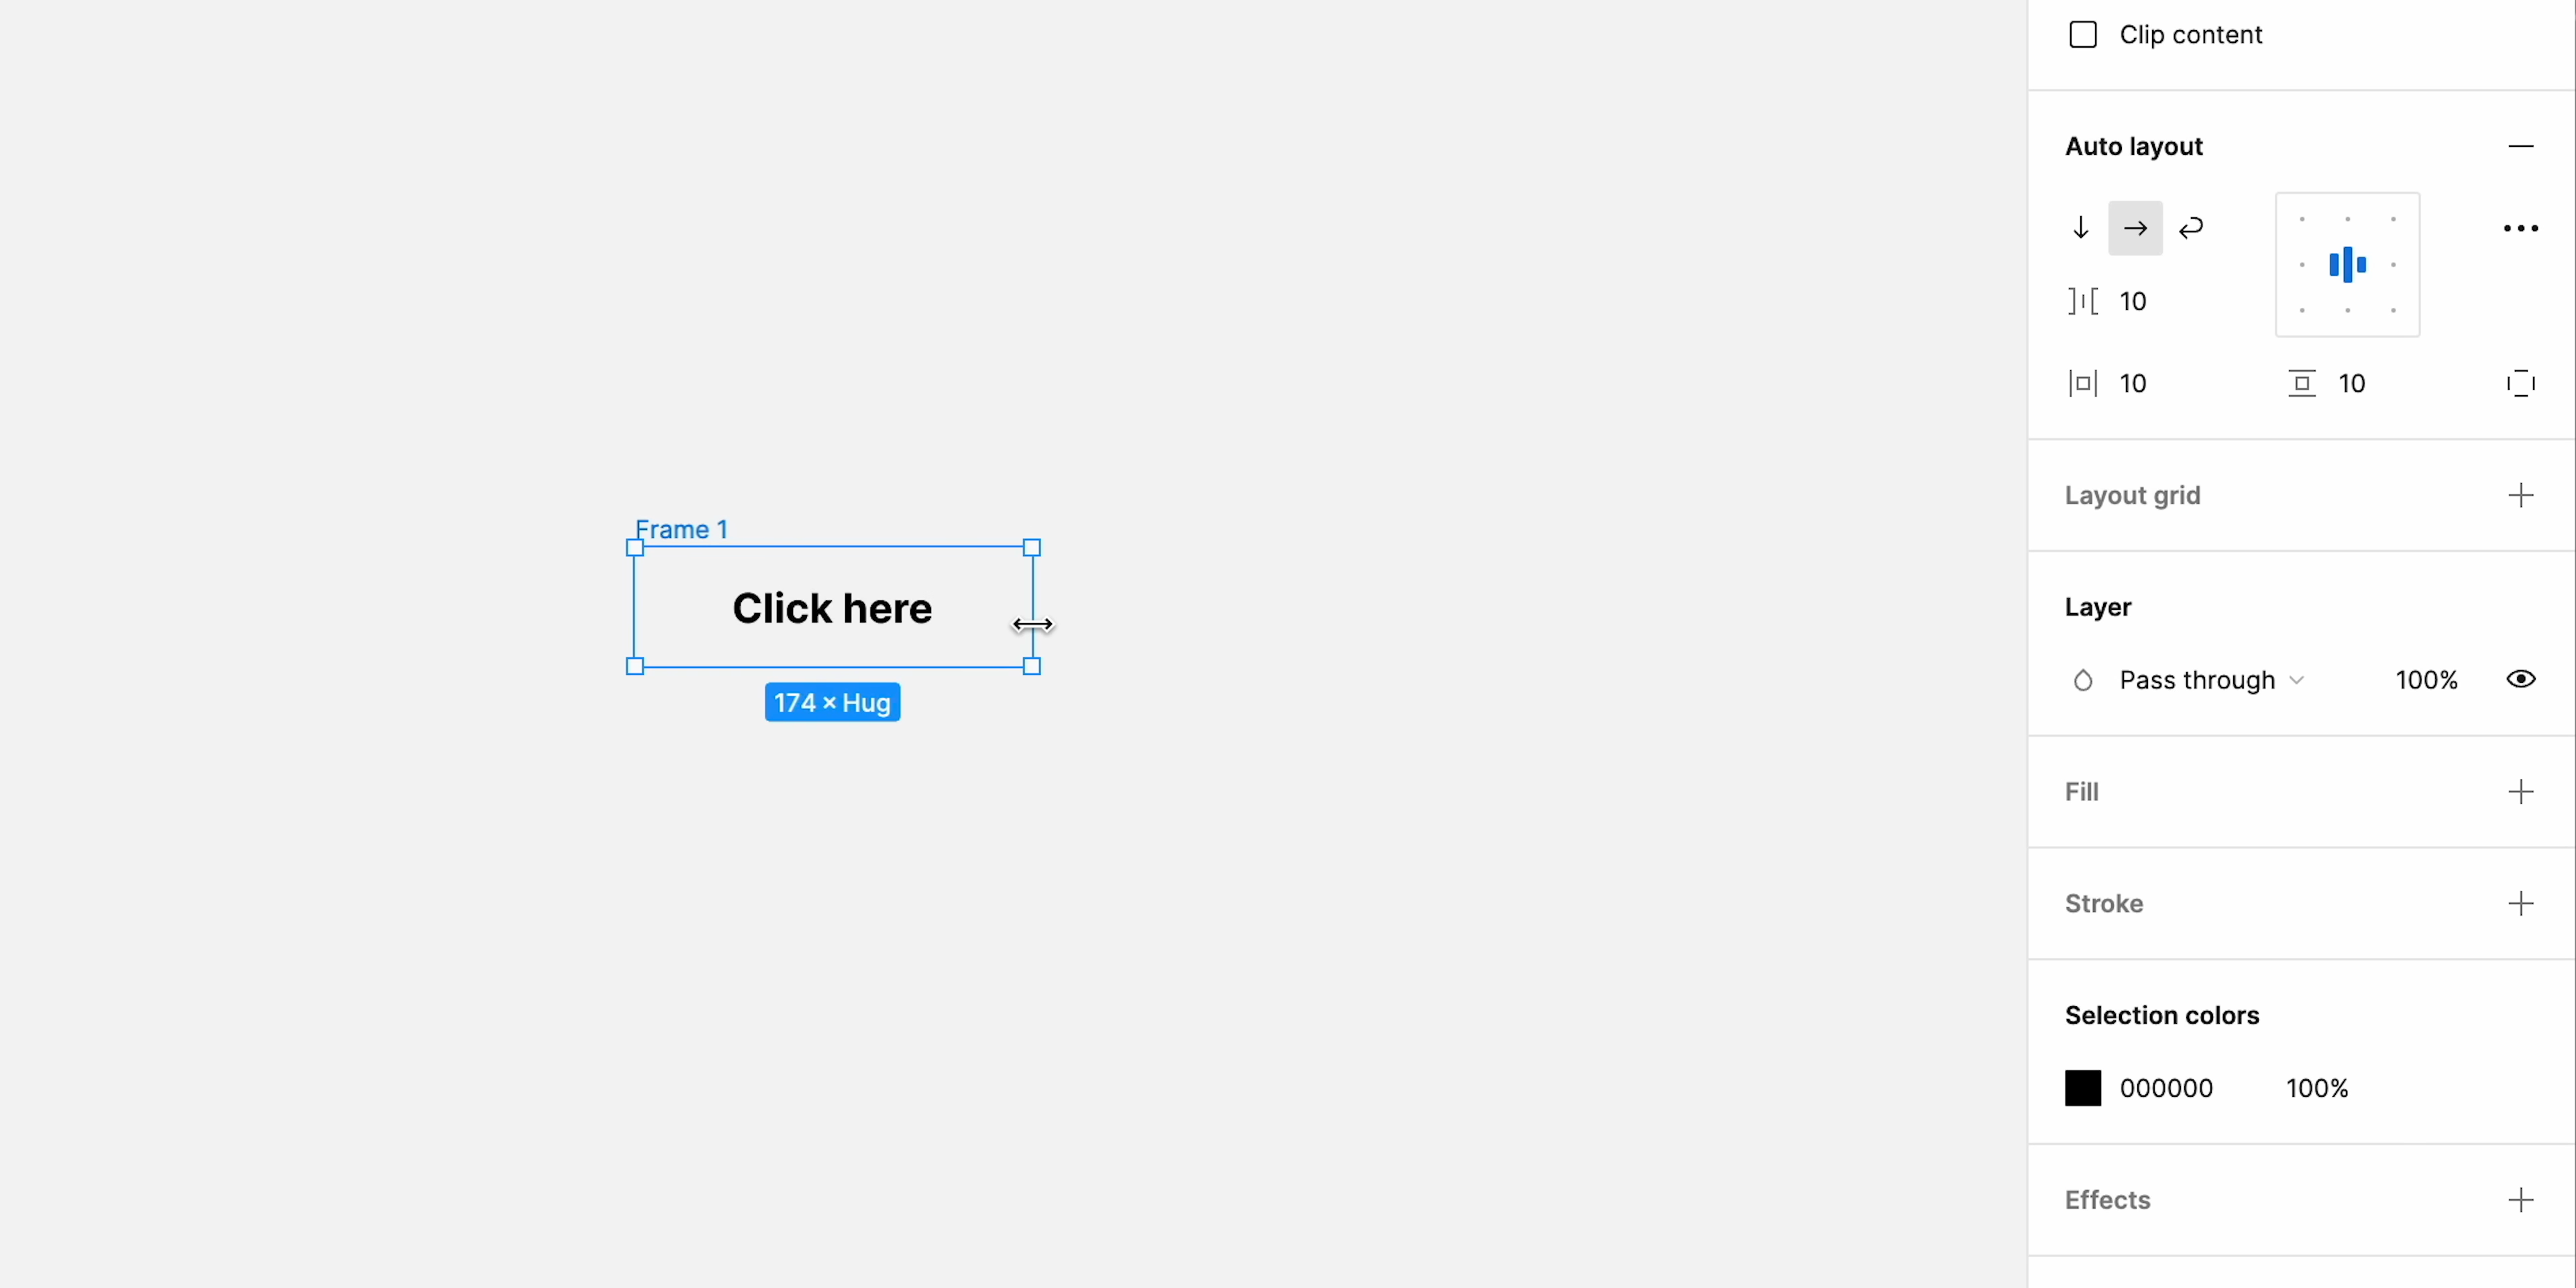 Clip content
Auto layout
10
10
10
Layout grid
Frame 1
Click here
174 × Hug
Layer
Pass through
100%
Fill
Stroke
Selection colors
000000
100%
Effects